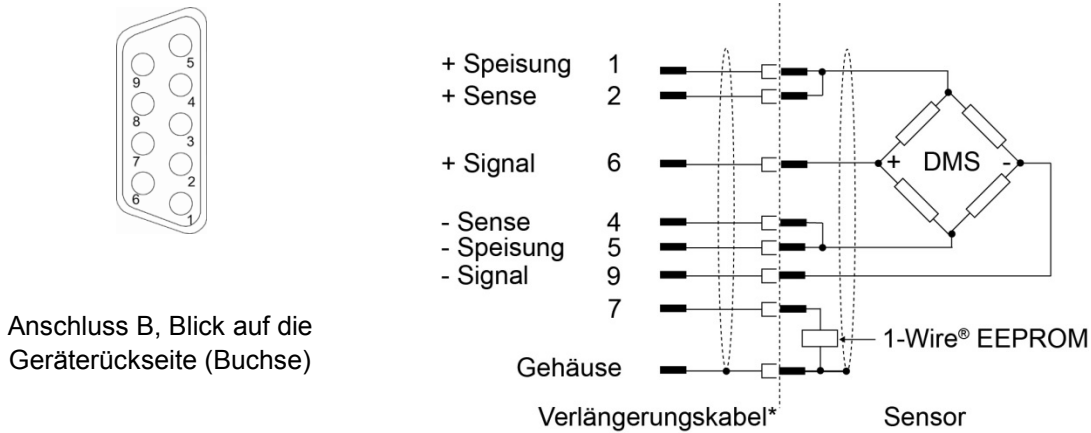 5
9
4
8
3
7
2
6
1
Anschluss B, Blick auf die
Geräterückseite (Buchse)
+ Speisung 1
+ Sense 2
+ Signal 6
+ DMS -
- Sense 4
- Speisung 5
- Signal 9
7
1-Wire® EEPROM
Gehäuse
Verlängerungskabel* Sensor